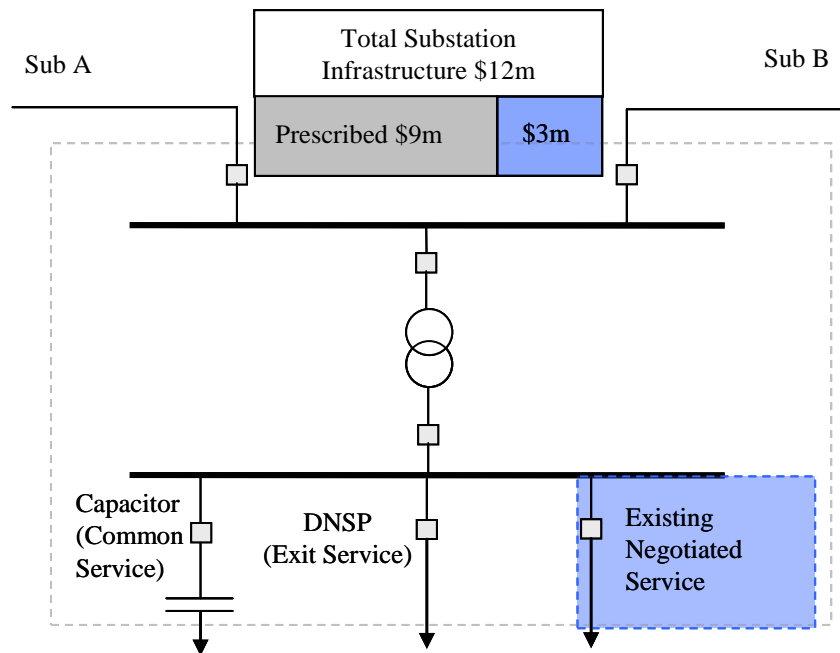 Total Substation
Infrastructure $12m
Sub A
Sub B
Prescribed $9m
$3m
Capacitor
(Common
Service)
DNSP
(Exit Service)
Existing
Negotiated
Service